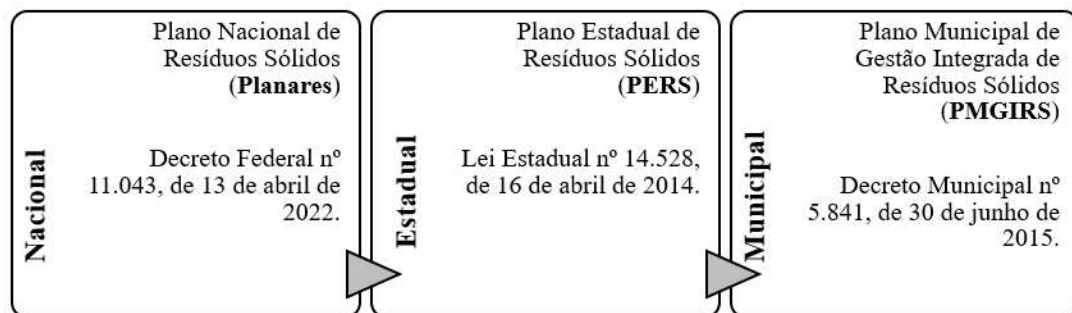 Nacional
Plano Nacional de
Resíduos Sólidos
(Planares)
Decreto Federal nº
11.043, de 13 de abril de
2022.
Estadual
Plano Estadual de
Resíduos Sólidos
(PERS)
Lei Estadual nº 14.528,
de 16 de abril de 2014.
Municipal
Plano Municipal de
Gestão Integrada de
Resíduos Sólidos
(PMGIRS)
Decreto Municipal nº
5.841, de 30 de junho de
2015.